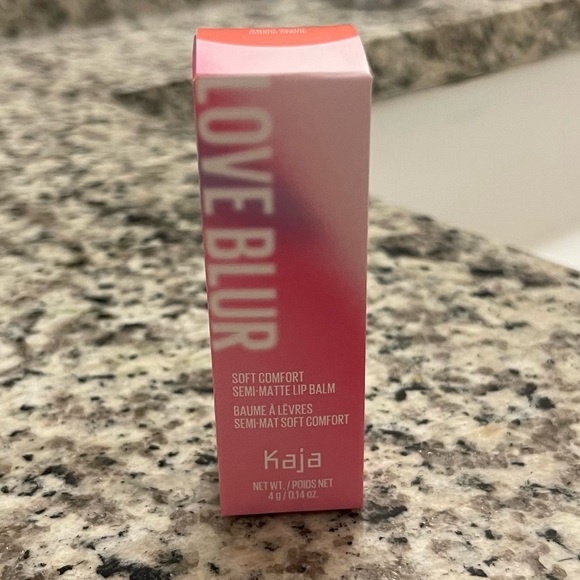 LOVE BLUR
SOFT COMFORT
SEMI-MATTE LIP BALM
BAUME À LÈVRES
SEMI-MAT SOFT COMFORT
Kaja
NET WT. / POIDS NET
4 g / 0.14 oz.